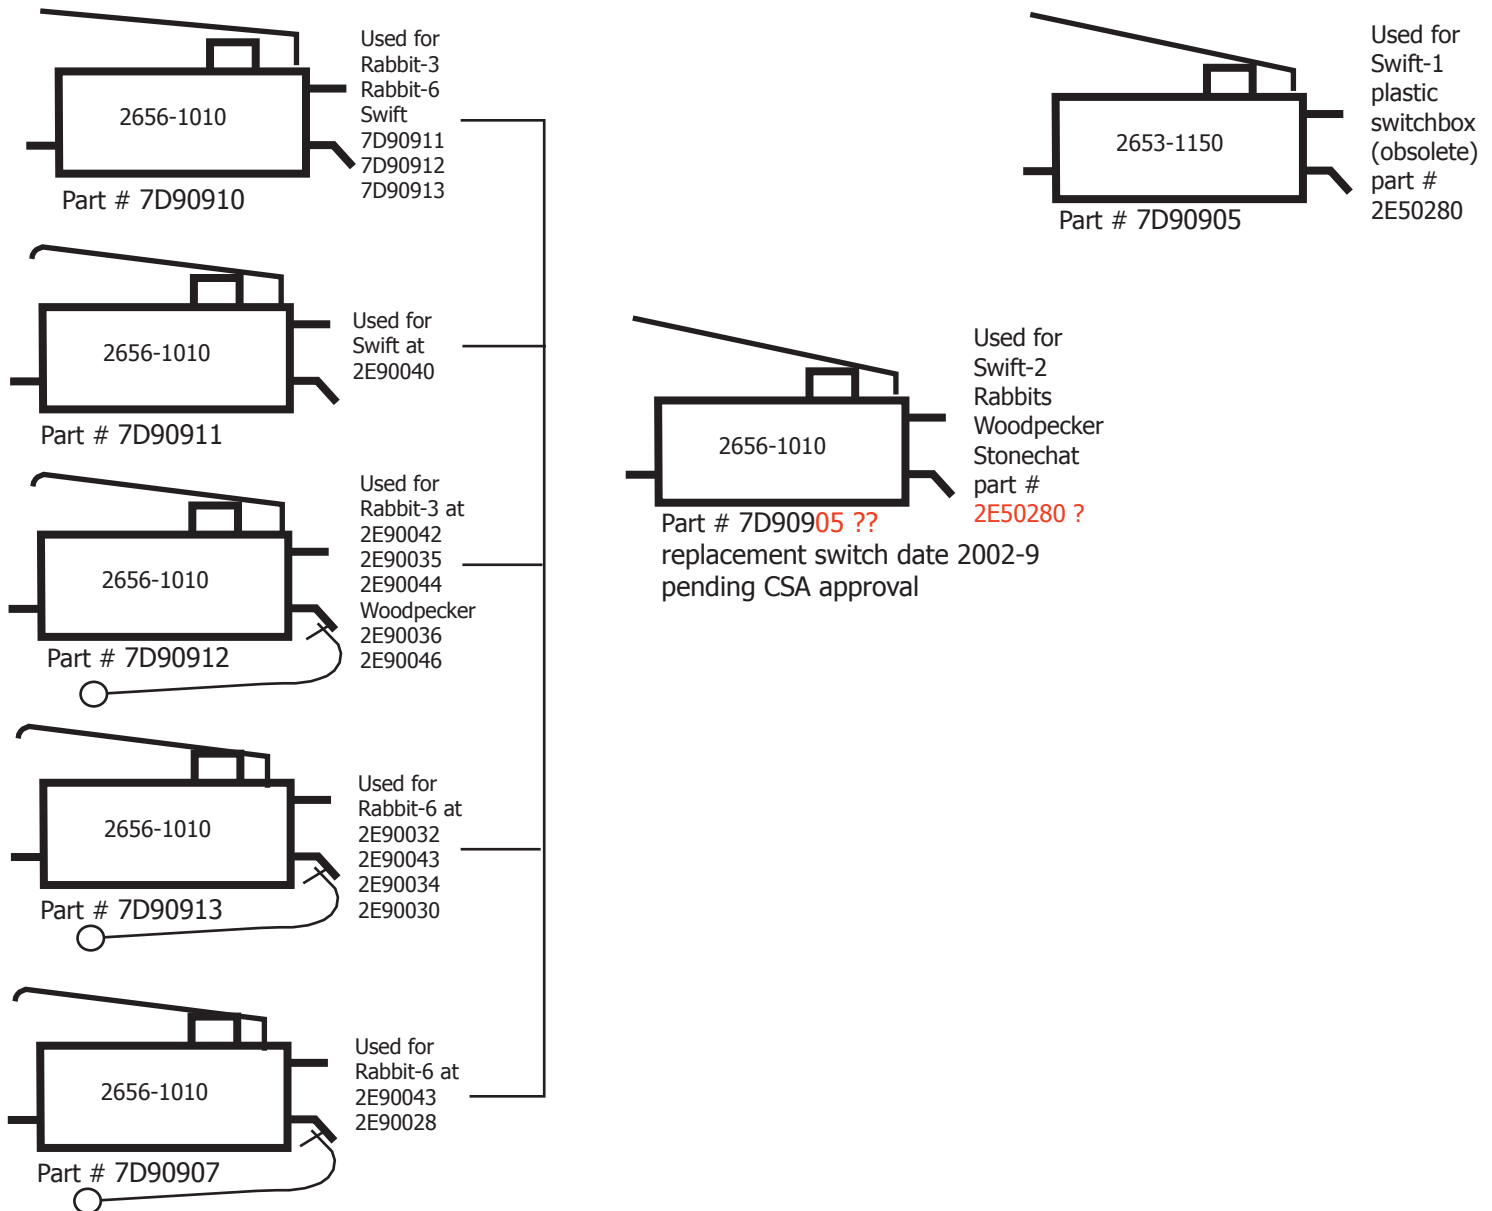 2656-1010
Part # 7D90910
Used for
Rabbit-3
Rabbit-6
Swift
7D90911
7D90912
7D90913
2656-1010
Part # 7D90911
Used for
Swift at
2E90040
2656-1010
Part # 7D90912
Used for
Rabbit-3 at
2E90042
2E90035
2E90044
Woodpecker
2E90036
2E90046
2656-1010
Part # 7D90913
Used for
Rabbit-6 at
2E90032
2E90043
2E90034
2E90030
2656-1010
Part # 7D90907
Used for
Rabbit-6 at
2E90043
2E90028
2653-1150
Part # 7D90905
Used for
Swift-1
plastic
switchbox
(obsolete)
part #
2E50280
2656-1010
Part # 7D90905 ??
replacement switch date 2002-9
pending CSA approval
Used for
Swift-2
Rabbits
Woodpecker
Stonechat
part #
2E50280 ?